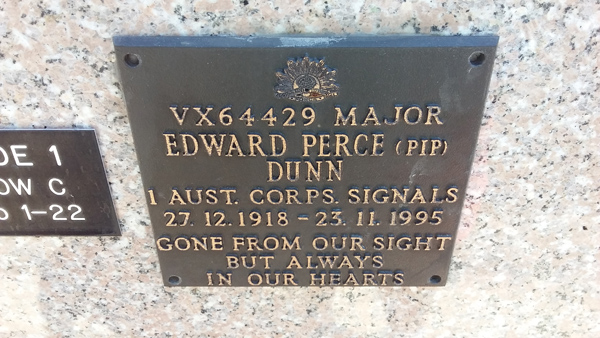 VX64429 MAJOR
EDWARD PERCE (PIP)
DUNN
1 AUST. CORPS. SIGNALS
27. 12. 1918 - 23. 11. 1995
GONE FROM OUR SIGHT
BUT ALWAYS
IN OUR HEARTS
DE 1
OW C
1-22